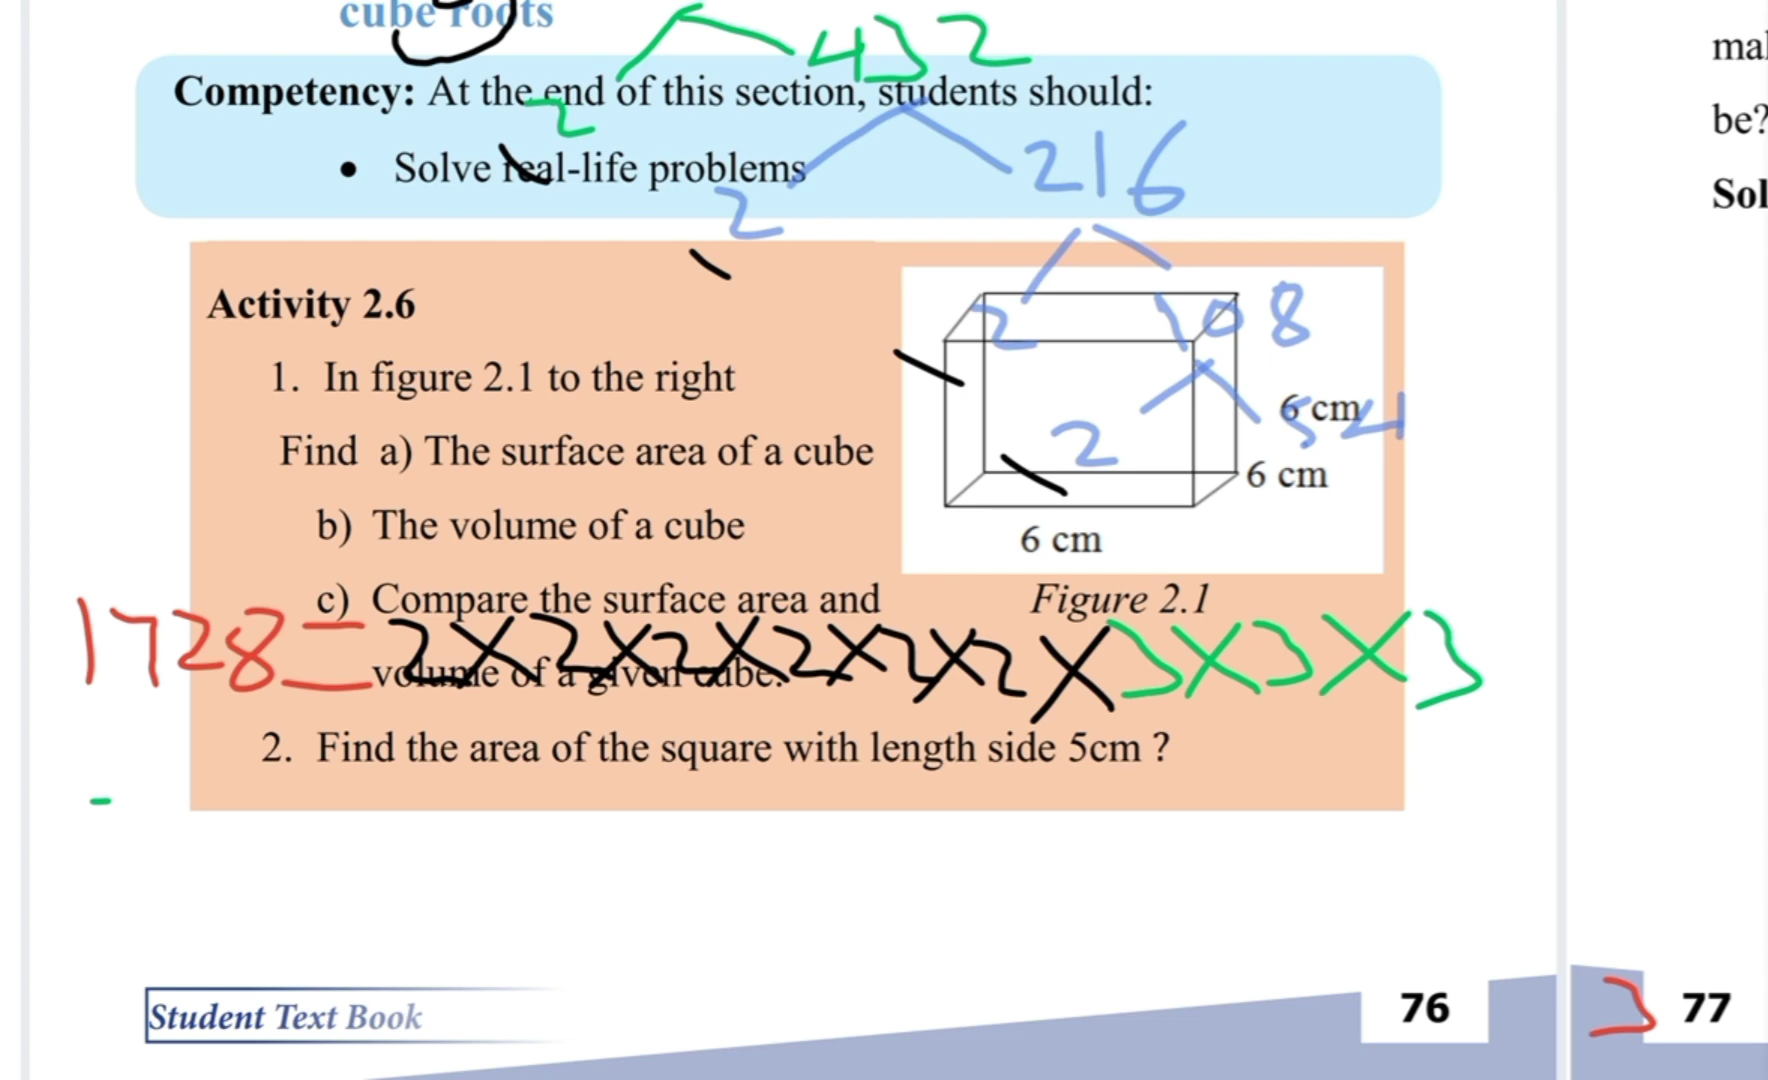 cube roots
432
Competency: At the end of this section, students should:
2
• Solve real-life problems
216
2
Activity 2.6
2
108
1. In figure 2.1 to the right
6 cm
54
Find a) The surface area of a cube
2
6 cm
b) The volume of a cube
6 cm
c) Compare the surface area and
Figure 2.1
1728 = 2×2×2×2×2×2×3×3×3
volume of a given cube.
2. Find the area of the square with length side 5cm ?
Student Text Book
76
77
mal
be?
Sol